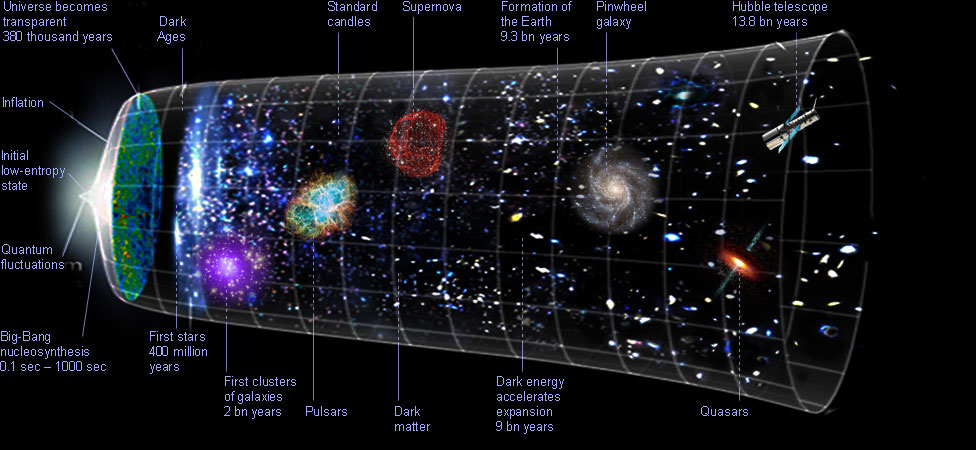 Universe becomes
transparent
380 thousand years
Dark
Ages
Standard
candles
Supernova
Formation of
the Earth
9.3 bn years
Pinwheel
galaxy
Hubble telescope
13.8 bn years
Inflation
Initial
low-entropy
state
Quantum
fluctuations
m
Big-Bang
nucleosynthesis
0.1 sec – 1000 sec
First stars
400 million
years
First clusters
of galaxies
2 bn years
Pulsars
Dark
matter
Dark energy
accelerates
expansion
9 bn years
Quasars